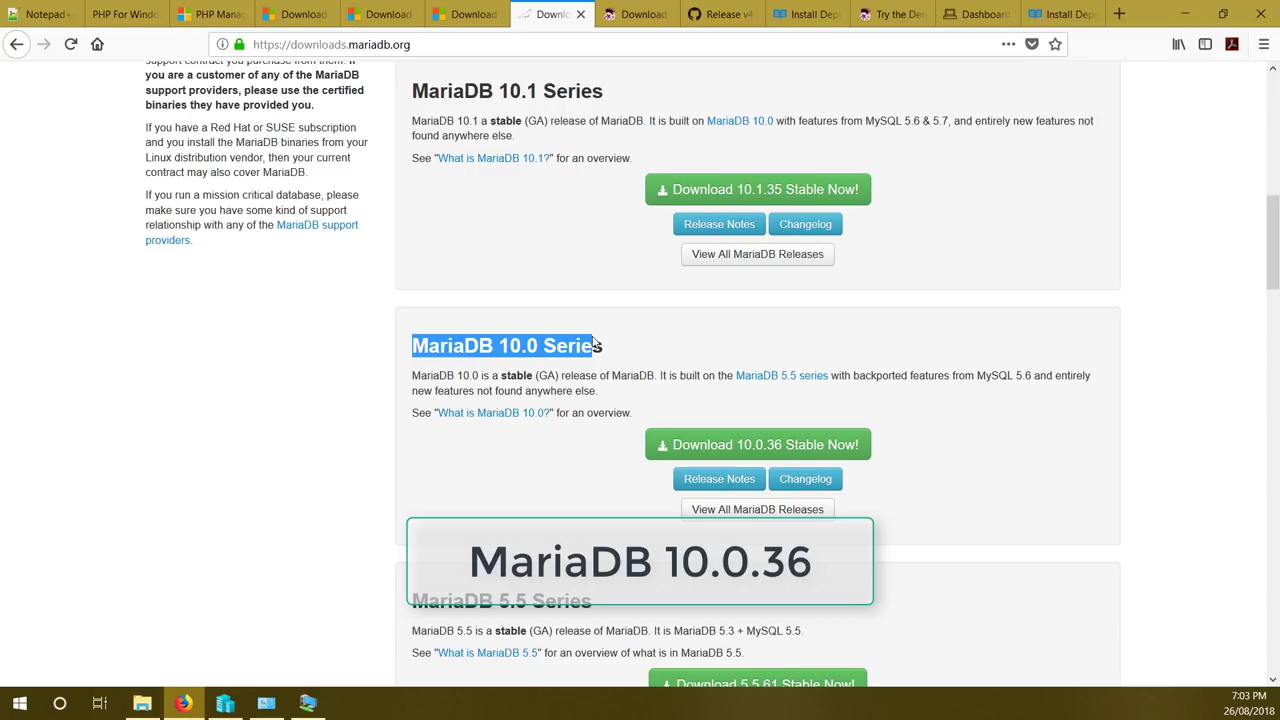 Notepad+
PHP For Windo
PHP Mana
Download
Download
Download
Downlo
Download
Release v4
Install Depe
Try the Der
Dashboard
Install Depe
https://downloads.mariadb.org
support contract you purchase from them. If
you are a customer of any of the MariaDB
support providers, please use the certified
binaries they have provided you.
If you have a Red Hat or SUSE subscription
and you install the MariaDB binaries from your
Linux distribution vendor, then your current
contract may also cover MariaDB.
If you run a mission critical database, please
make sure you have some kind of support
relationship with any of the MariaDB support
providers.
MariaDB 10.1 Series
MariaDB 10.1 a stable (GA) release of MariaDB. It is built on MariaDB 10.0 with features from MySQL 5.6 & 5.7, and entirely new features not
found anywhere else.
See "What is MariaDB 10.1?" for an overview.
Download 10.1.35 Stable Now!
Release Notes
Changelog
View All MariaDB Releases
MariaDB 10.0 Series
MariaDB 10.0 is a stable (GA) release of MariaDB. It is built on the MariaDB 5.5 series with backported features from MySQL 5.6 and entirely
new features not found anywhere else.
See "What is MariaDB 10.0?" for an overview.
Download 10.0.36 Stable Now!
Release Notes
Changelog
View All MariaDB Releases
MariaDB 10.0.36
MariaDB 5.5 Series
MariaDB 5.5 is a stable (GA) release of MariaDB. It is MariaDB 5.3 + MySQL 5.5.
See "What is MariaDB 5.5" for an overview of what is in MariaDB 5.5.
Download 5.5.61 Stable Now!
7:03 PM
26/08/2018